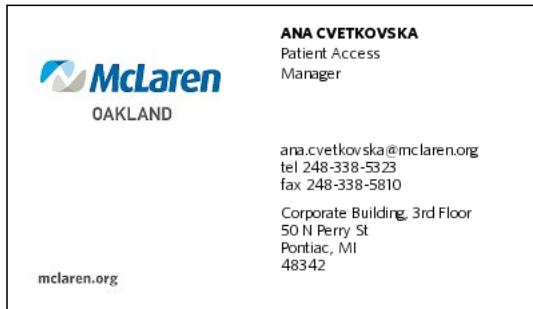 McLaren
OAKLAND
mclaren.org
ANA CVETKOVSKA
Patient Access
Manager
ana.cvetkovska@mclaren.org
tel 248-338-5323
fax 248-338-5810
Corporate Building, 3rd Floor
50 N Perry St
Pontiac, MI
48342